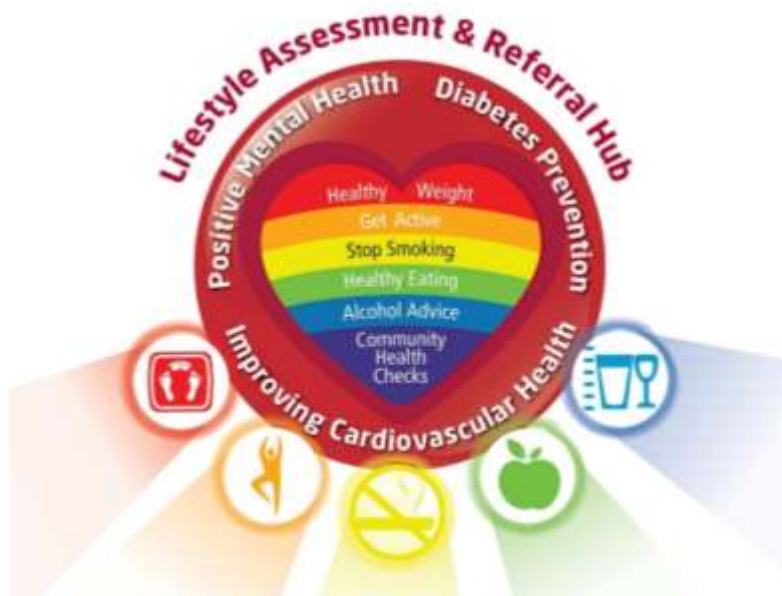 Lifestyle Assessment & Referral Hub
Positive Mental Health
Diabetes Prevention
Healthy Weight
Get Active
Stop Smoking
Healthy Eating
Alcohol Advice
Community
Health
Checks
Improving Cardiovascular Health